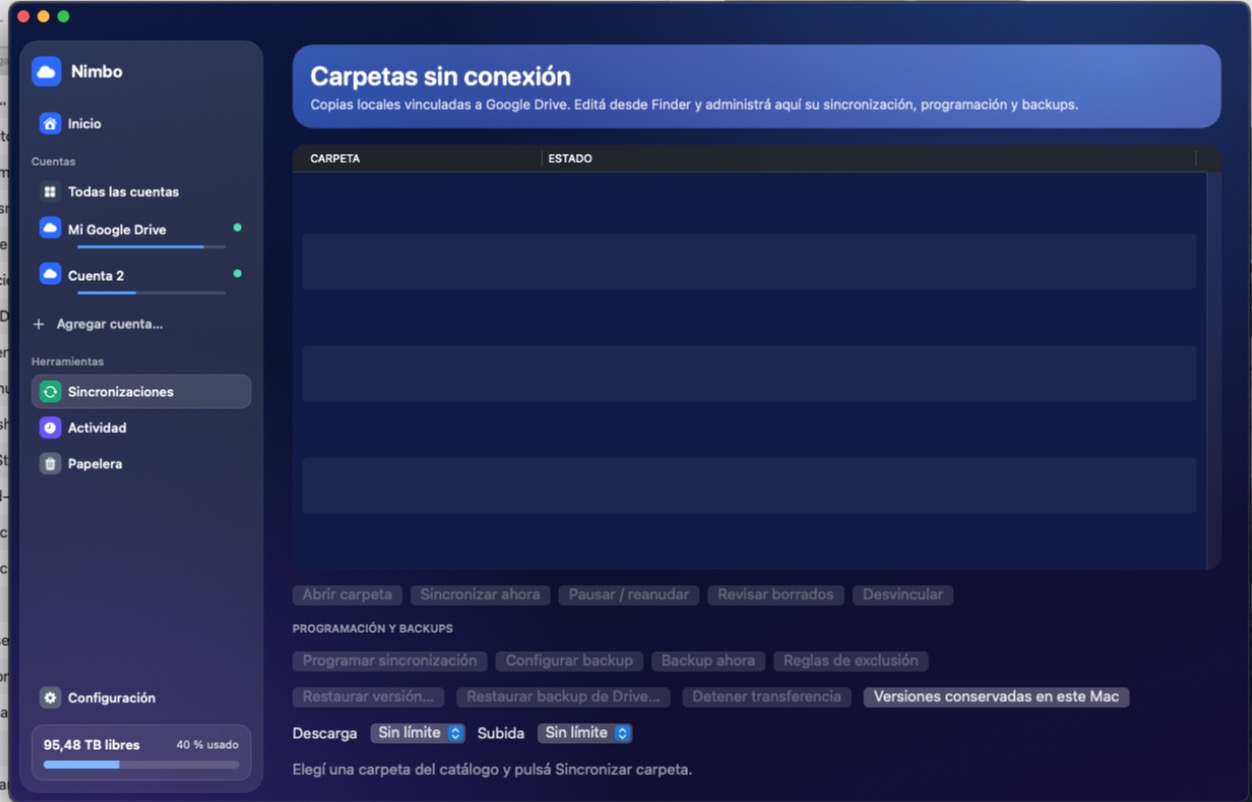 Nimbo
Inicio
Cuentas
Todas las cuentas
Mi Google Drive
Cuenta 2
+ Agregar cuenta...
Herramientas
Sincronizaciones
Actividad
Papelera
Configuración
95,48 TB libres 40 % usado
Carpetas sin conexión
Copias locales vinculadas a Google Drive. Editá desde Finder y administrá aquí su sincronización, programación y backups.
CARPETA ESTADO
Abrir carpeta Sincronizar ahora Pausar / reanudar Revisar borrados Desvincular
PROGRAMACIÓN Y BACKUPS
Programar sincronización Configurar backup Backup ahora Reglas de exclusión
Restaurar versión... Restaurar backup de Drive... Detener transferencia Versiones conservadas en este Mac
Descarga Sin límite Subida Sin límite
Elegí una carpeta del catálogo y pulsá Sincronizar carpeta.